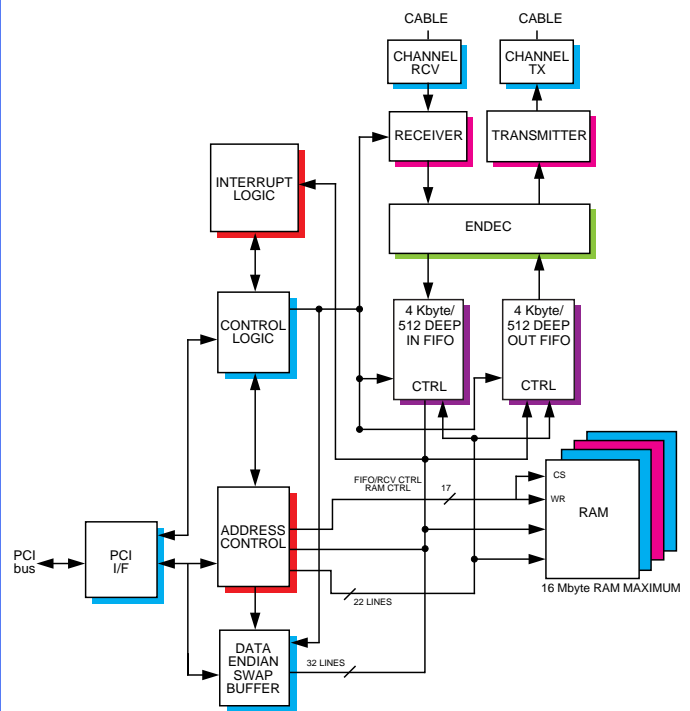 CABLE
CABLE
CHANNEL
RCV
CHANNEL
TX
RECEIVER
TRANSMITTER
INTERRUPT
LOGIC
ENDEC
CONTROL
LOGIC
4 Kbyte/
512 DEEP
IN FIFO
CTRL
4 Kbyte/
512 DEEP
OUT FIFO
CTRL
FIFO/RCV CTRL
RAM CTRL
17
CS
WR
RAM
ADDRESS
CONTROL
PCI
bus
PCI
I/F
16 Mbyte RAM MAXIMUM
22 LINES
DATA
ENDIAN
SWAP
BUFFER
32 LINES